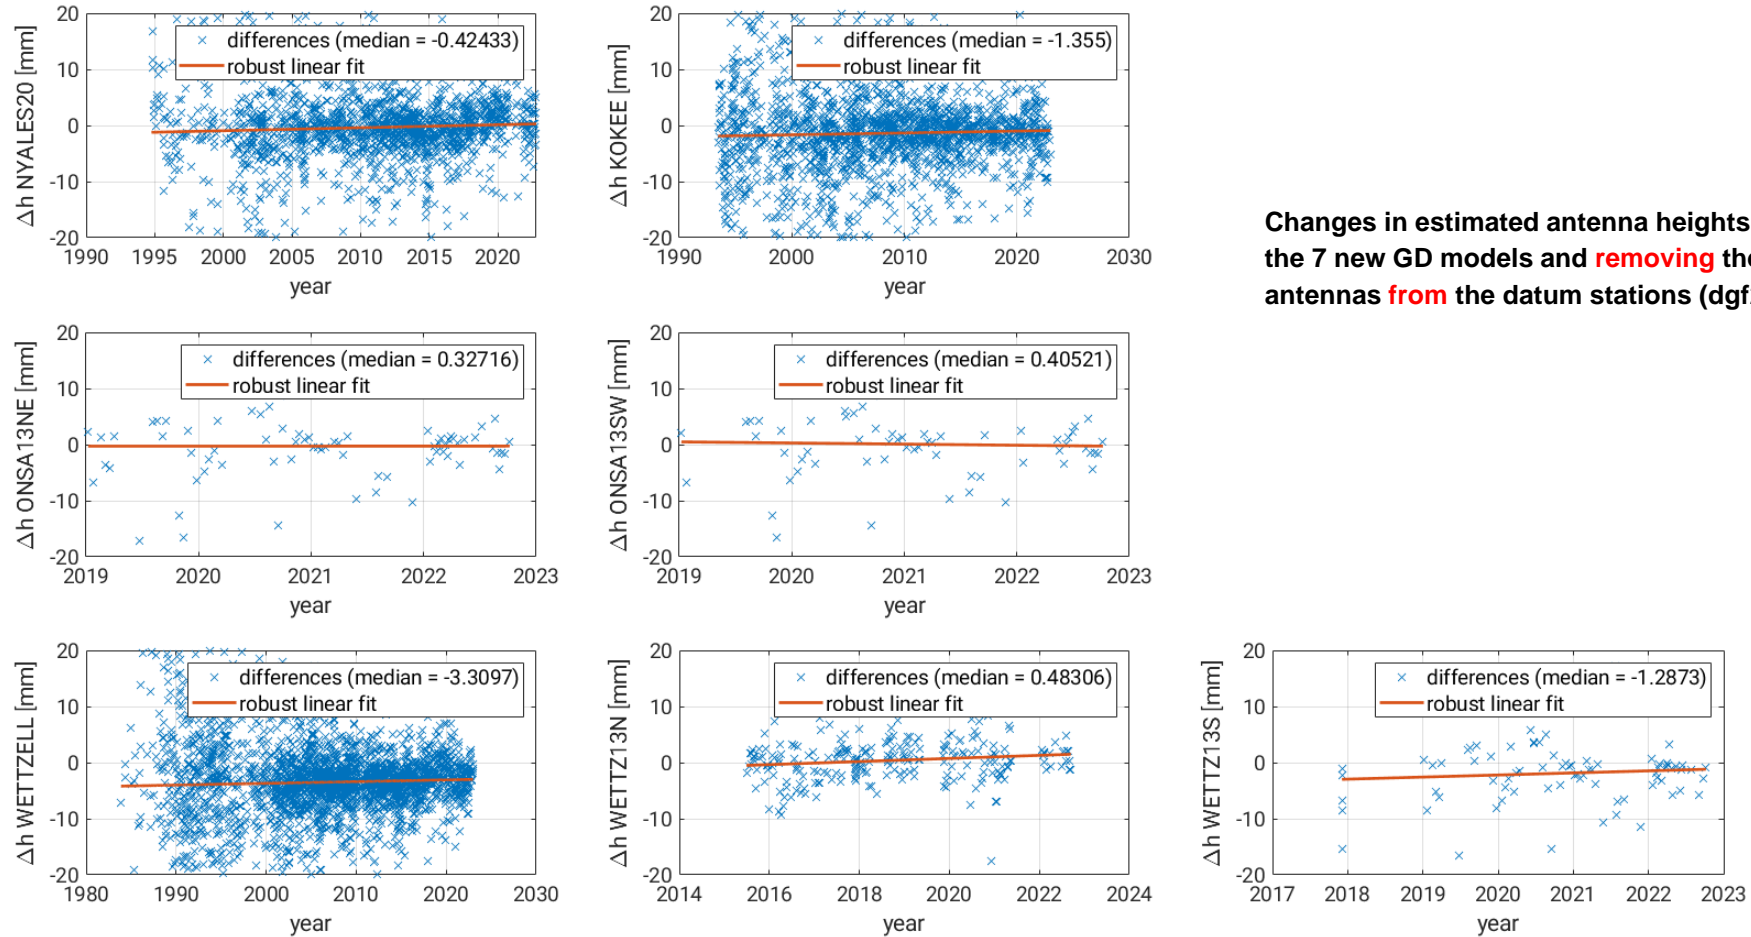 Δh NYALES20 [mm]
20
10
0
-10
-20
differences (median = -0.42433)
robust linear fit
1990 1995 2000 2005 2010 2015 2020
year
Δh KOKEE [mm]
20
10
0
-10
-20
differences (median = -1.355)
robust linear fit
1990 2000 2010 2020 2030
year
Changes in estimated antenna heights
the 7 new GD models and removing
antennas from the datum stations
Δh ONSA13NE [mm]
20
10
0
-10
-20
differences (median = 0.32716)
robust linear fit
2019 2020 2021 2022 2023
year
Δh ONSA13SW [mm]
20
10
0
-10
-20
differences (median = 0.40521)
robust linear fit
2019 2020 2021 2022 2023
year
Δh WETTZELL [mm]
20
10
0
-10
-20
differences (median = -3.3097)
robust linear fit
1980 1990 2000 2010 2020 2030
year
Δh WETTZ13N [mm]
20
10
0
-10
-20
differences (median = 0.48306)
robust linear fit
2014 2016 2018 2020 2022 2024
year
Δh WETTZ13S [mm]
20
10
0
-10
-20
differences (median = -1.2873)
robust linear fit
2017 2018 2019 2020 2021 2022 2023
year